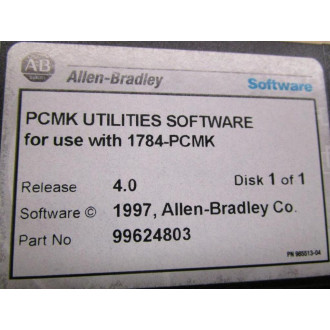 AB
Allen-Bradley
Software
PCMK UTILITIES SOFTWARE
for use with 1784-PCMK
Release 4.0 Disk 1 of 1
Software © 1997, Allen-Bradley Co.
Part No 99624803